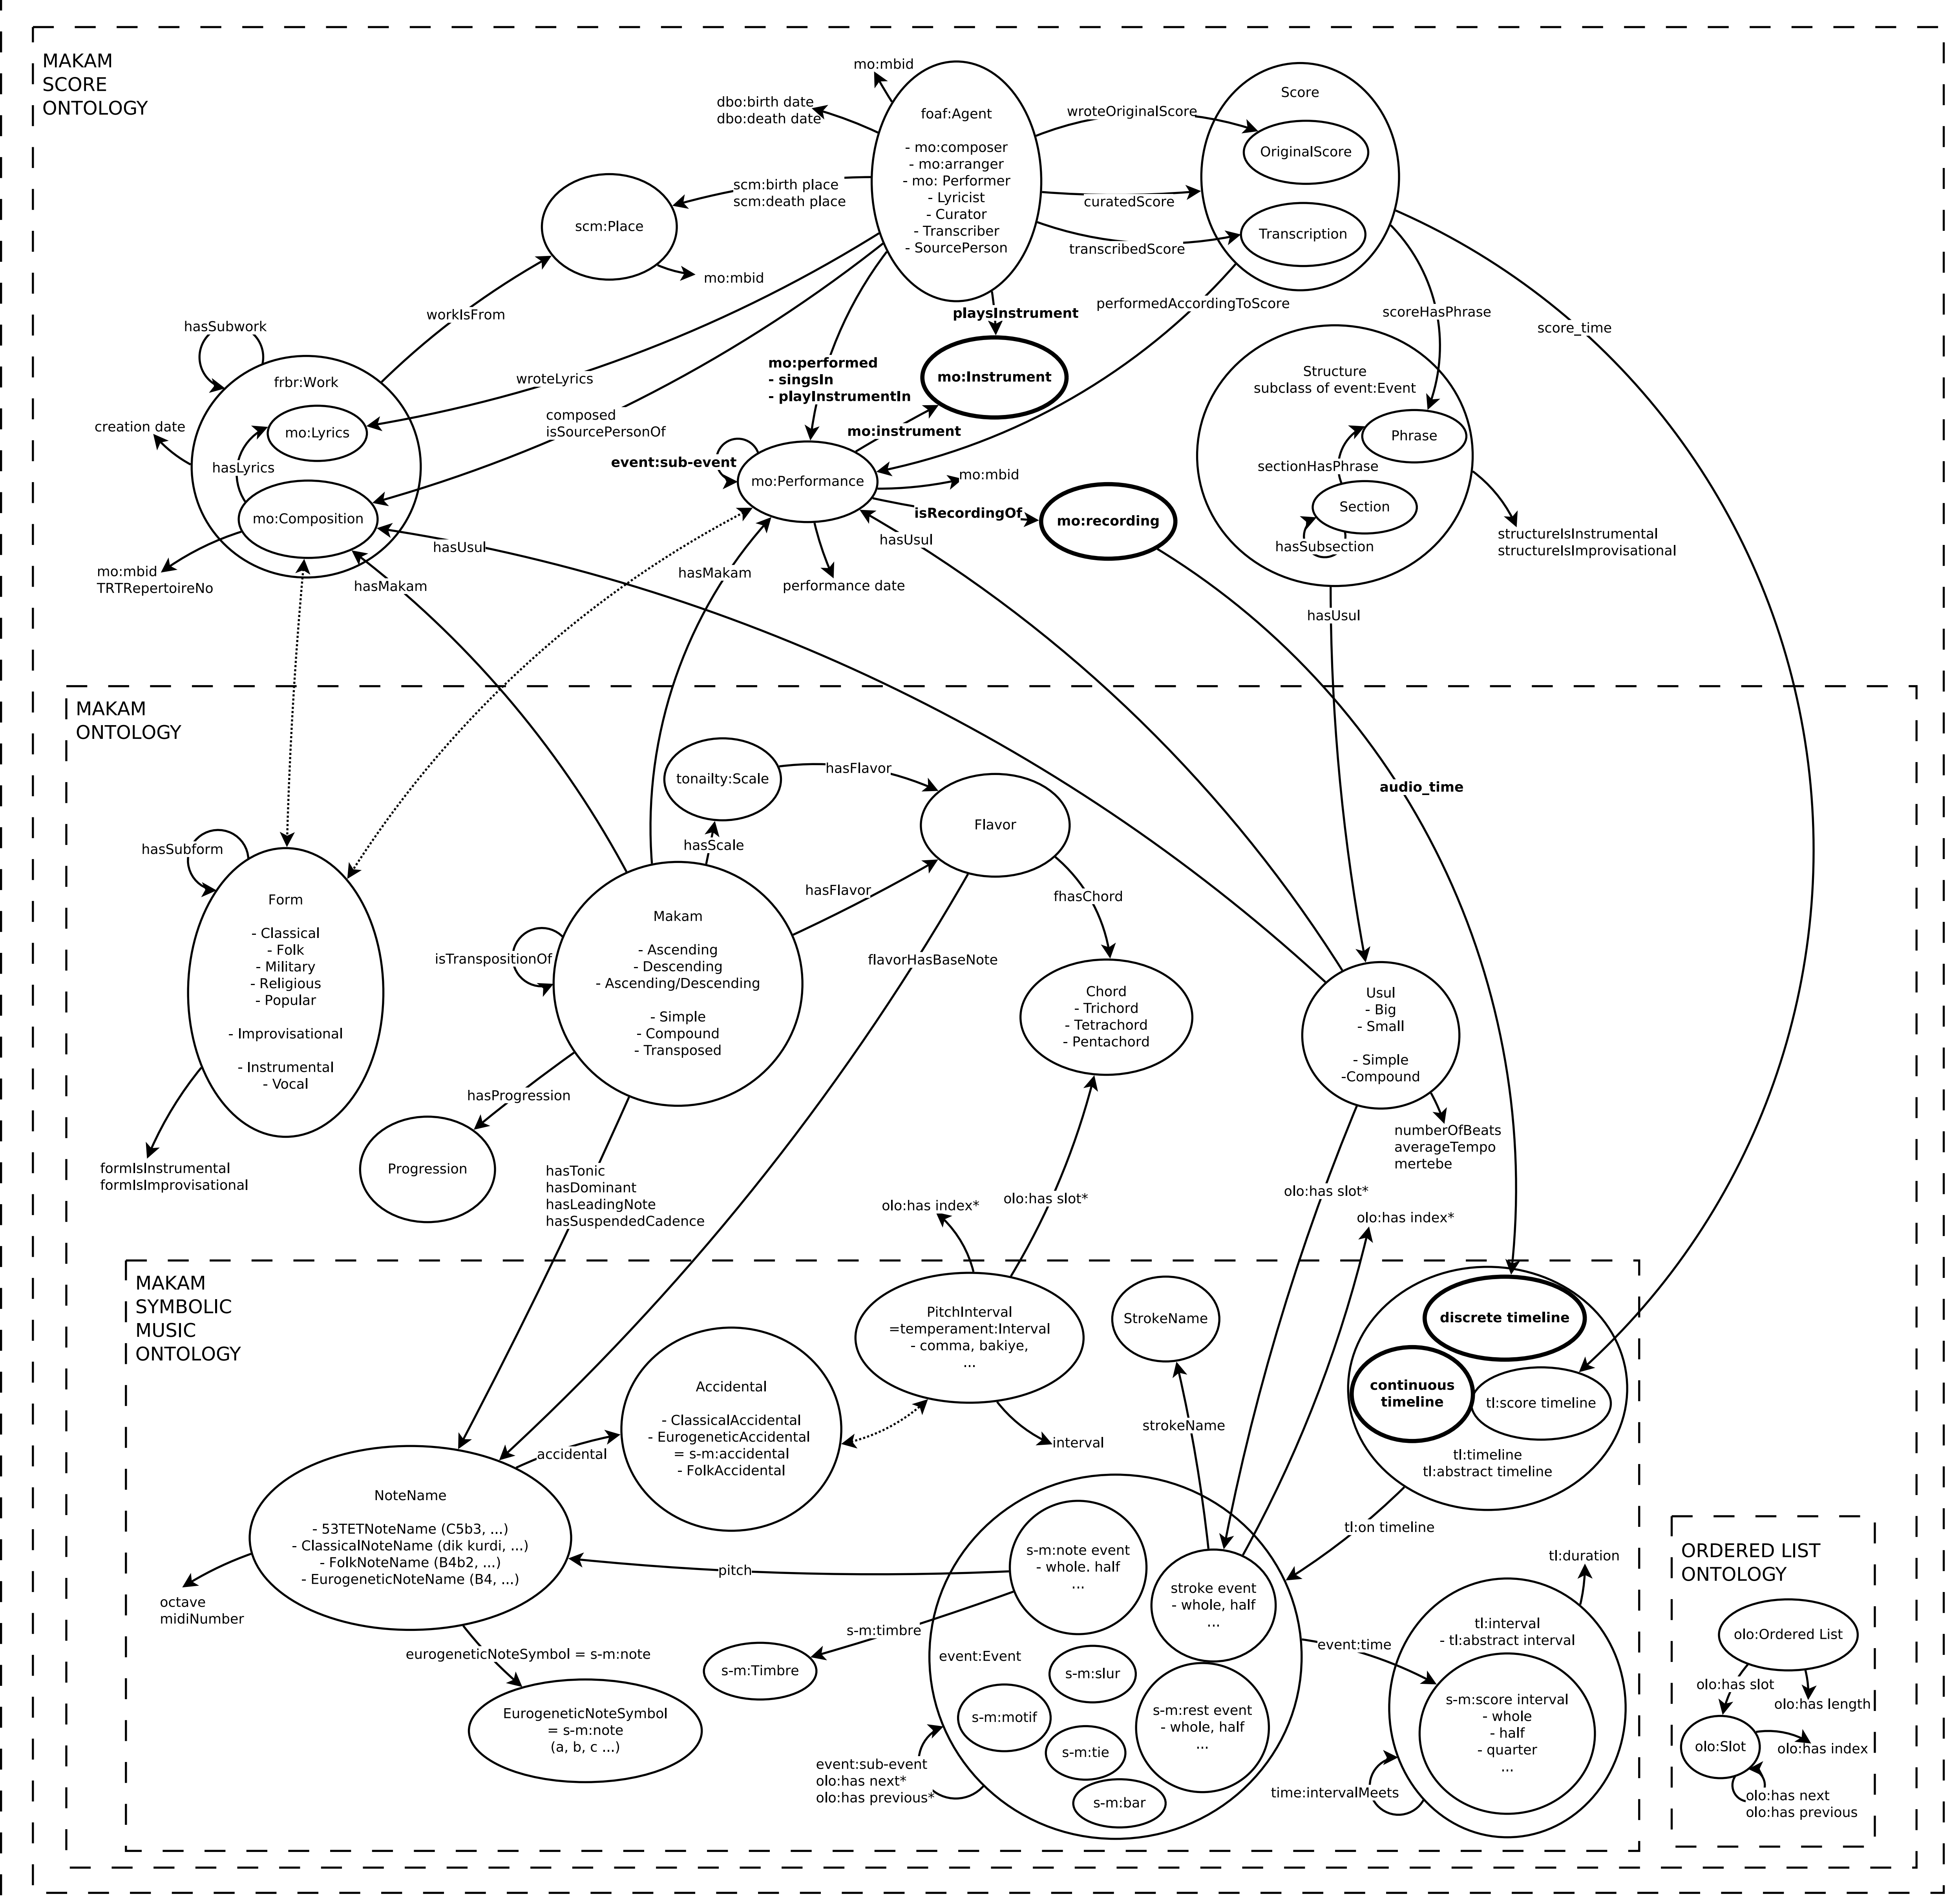 MAKAM
SCORE
ONTOLOGY
mo:mbid
dbo:birth date
dbo:death date
foaf:Agent
- mo:composer
- mo:arranger
- mo: Performer
- Lyricist
- Curator
- Transcriber
- SourcePerson
wroteOriginalScore
Score
OriginalScore
scm:birth place
scm:death place
curatedScore
scm:Place
transcribedScore
Transcription
mo:mbid
workIsFrom
playsInstrument
performedAccordingToScore
scoreHasPhrase
score_time
hasSubwork
frbr:Work
mo:performed
- singsIn
- playInstrumentIn
mo:Instrument
Structure
subclass of event:Event
wroteLyrics
creation date
mo:Lyrics
composed
isSourcePersonOf
mo:instrument
Phrase
hasLyrics
event:sub-event
mo:Performance
mo:mbid
sectionHasPhrase
mo:Composition
isRecordingOf
mo:recording
Section
hasUsul
hasUsul
hasSubsection
structureIsInstrumental
structureIsImprovisational
mo:mbid
TRTRepertoireNo
hasMakam
hasMakam
performance date
hasUsul
MAKAM
ONTOLOGY
tonailty:Scale
hasFlavor
audio_time
Flavor
hasSubform
hasScale
Form
- Classical
- Folk
- Military
- Religious
- Popular
- Improvisational
- Instrumental
- Vocal
hasFlavor
fhasChord
Makam
- Ascending
- Descending
- Ascending/Descending
- Simple
- Compound
- Transposed
isTranspositionOf
flavorHasBaseNote
Chord
- Trichord
- Tetrachord
- Pentachord
Usul
- Big
- Small
- Simple
-Compound
hasProgression
numberOfBeats
averageTempo
mertebe
formIsInstrumental
formIsImprovisational
Progression
hasTonic
hasDominant
hasLeadingNote
hasSuspendedCadence
olo:has index*
olo:has slot*
olo:has slot*
olo:has index*
MAKAM
SYMBOLIC
MUSIC
ONTOLOGY
PitchInterval
=temperament:Interval
- comma, bakiye,
...
StrokeName
discrete timeline
continuous
timeline
tl:score timeline
tl:timeline
tl:abstract timeline
Accidental
- ClassicalAccidental
- EurogeneticAccidental
= s-m:accidental
- FolkAccidental
strokeName
interval
accidental
NoteName
- 53TETNoteName (C5b3, ...)
- ClassicalNoteName (dik kurdi, ...)
- FolkNoteName (B4b2, ...)
- EurogeneticNoteName (B4, ...)
tl:on timeline
octave
midiNumber
pitch
s-m:note event
- whole. half
...
stroke event
- whole, half
...
tl:duration
ORDERED LIST
ONTOLOGY
s-m:timbre
tl:interval
- tl:abstract interval
olo:Ordered List
eurogeneticNoteSymbol = s-m:note
event:Event
event:time
s-m:Timbre
s-m:slur
olo:has slot
olo:has length
EurogeneticNoteSymbol
= s-m:note
(a, b, c ...)
s-m:motif
s-m:rest event
- whole, half
...
s-m:score interval
- whole
- half
- quarter
...
s-m:tie
olo:Slot
olo:has index
event:sub-event
olo:has next*
olo:has previous*
s-m:bar
time:intervalMeets
olo:has next
olo:has previous